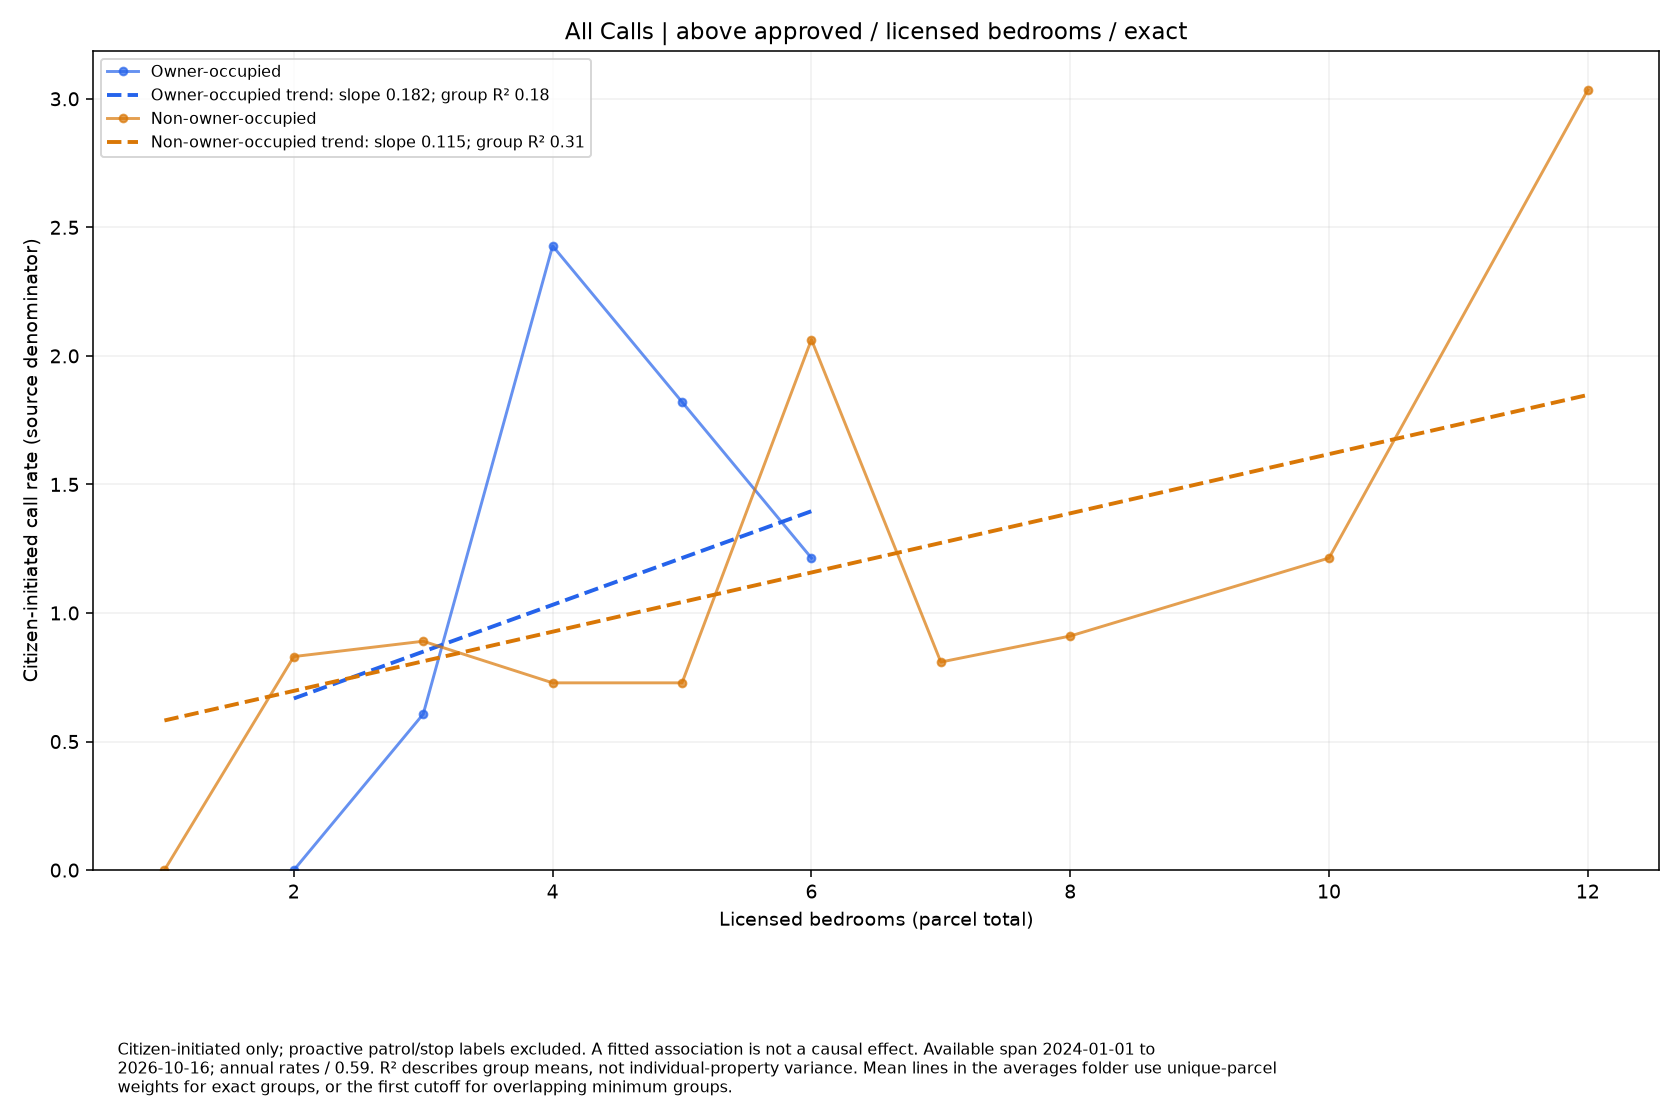 All Calls | above approved / licensed bedrooms / exact
Owner-occupied
Owner-occupied trend: slope 0.182; group R² 0.18
Non-owner-occupied
Non-owner-occupied trend: slope 0.115; group R² 0.31
Citizen-initiated call rate (source denominator)
3.0
2.5
2.0
1.5
1.0
0.5
0.0
2 4 6 8 10 12
Licensed bedrooms (parcel total)
Citizen-initiated only; proactive patrol/stop labels excluded. A fitted association is not a causal effect. Available span 2024-01-01 to
2026-10-16; annual rates / 0.59. R² describes group means, not individual-property variance. Mean lines in the averages folder use unique-parcel
weights for exact groups, or the first cutoff for overlapping minimum groups.